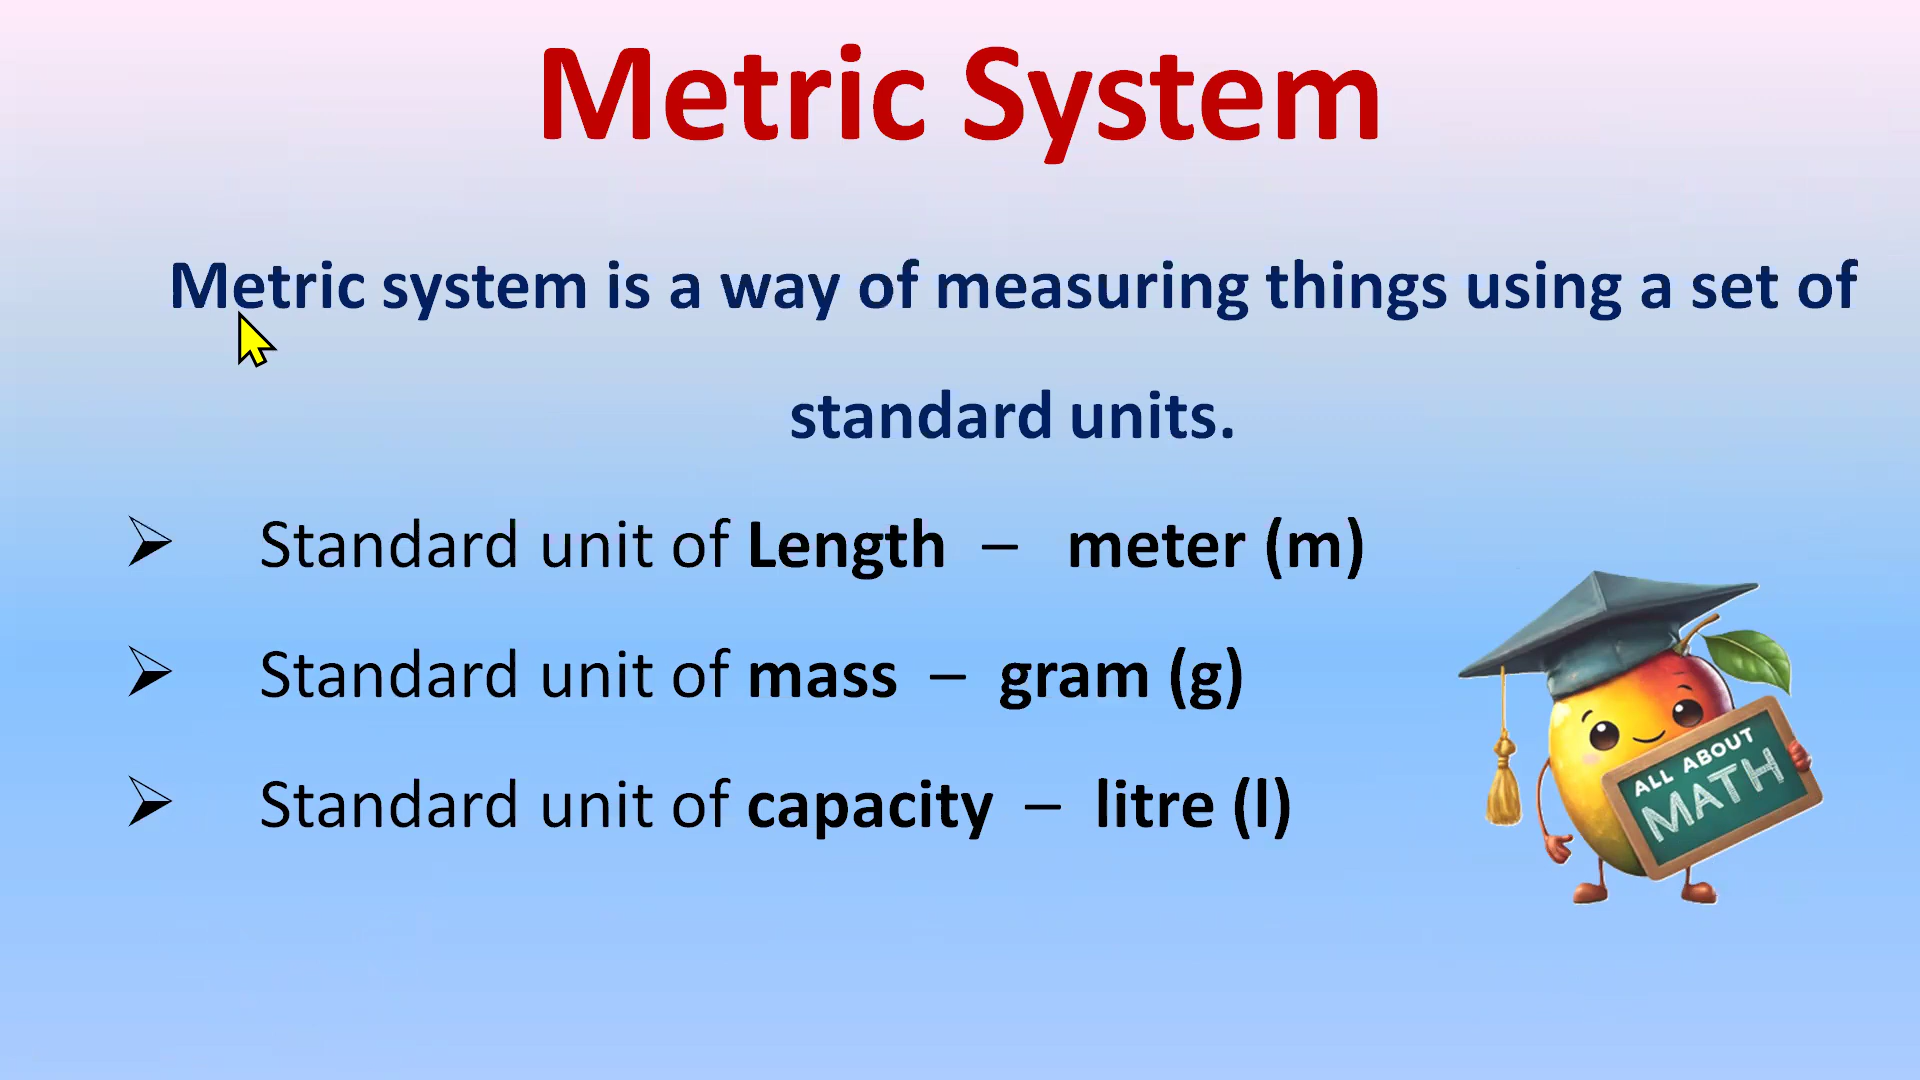 Metric System
Metric system is a way of measuring things using a set of
standard units.
➢ Standard unit of Length – meter (m)
➢ Standard unit of mass – gram (g)
➢ Standard unit of capacity – litre (l)
ALL ABOUT
MATH